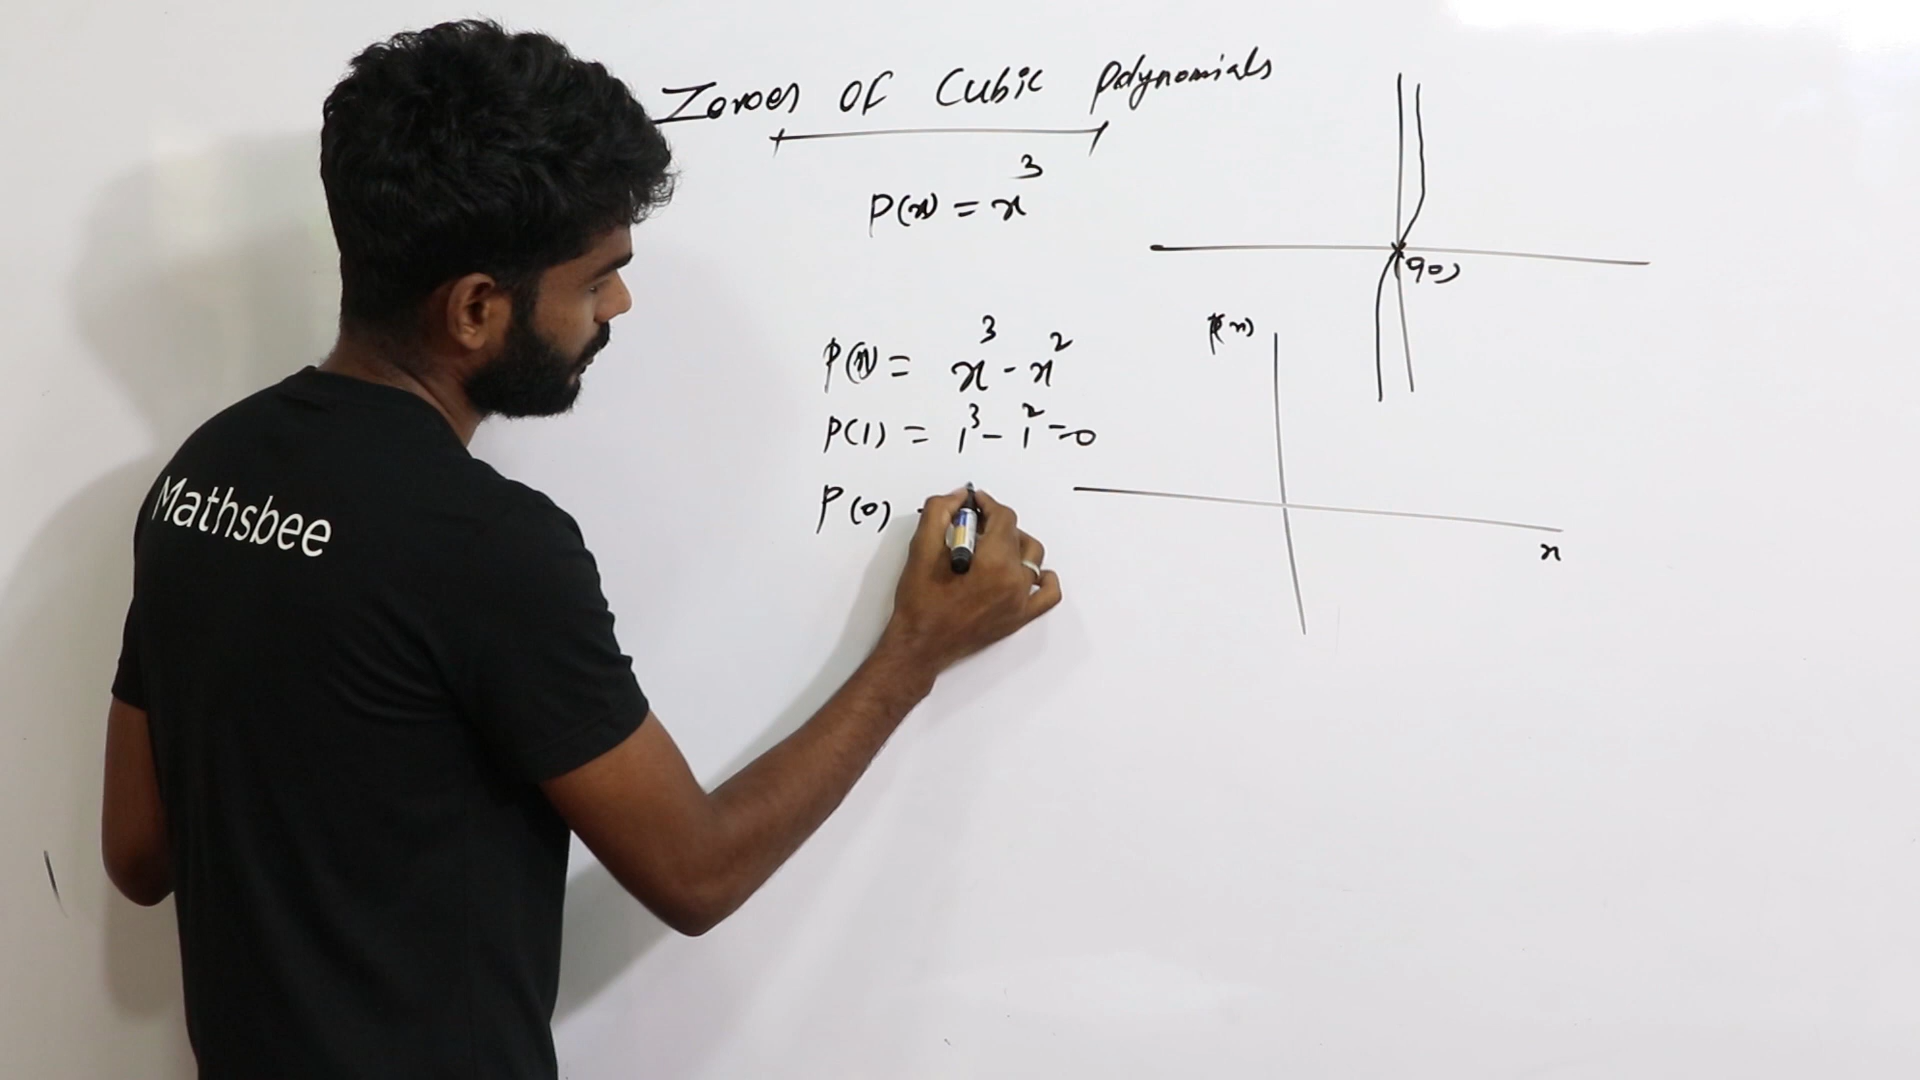 Zeroes OF Cubic Polynomials
P(x) = x³
(0,0)
P(x)
P(x) = x³ - x²
P(1) = 1³ - 1² = 0
P(0)
x
Mathsbee